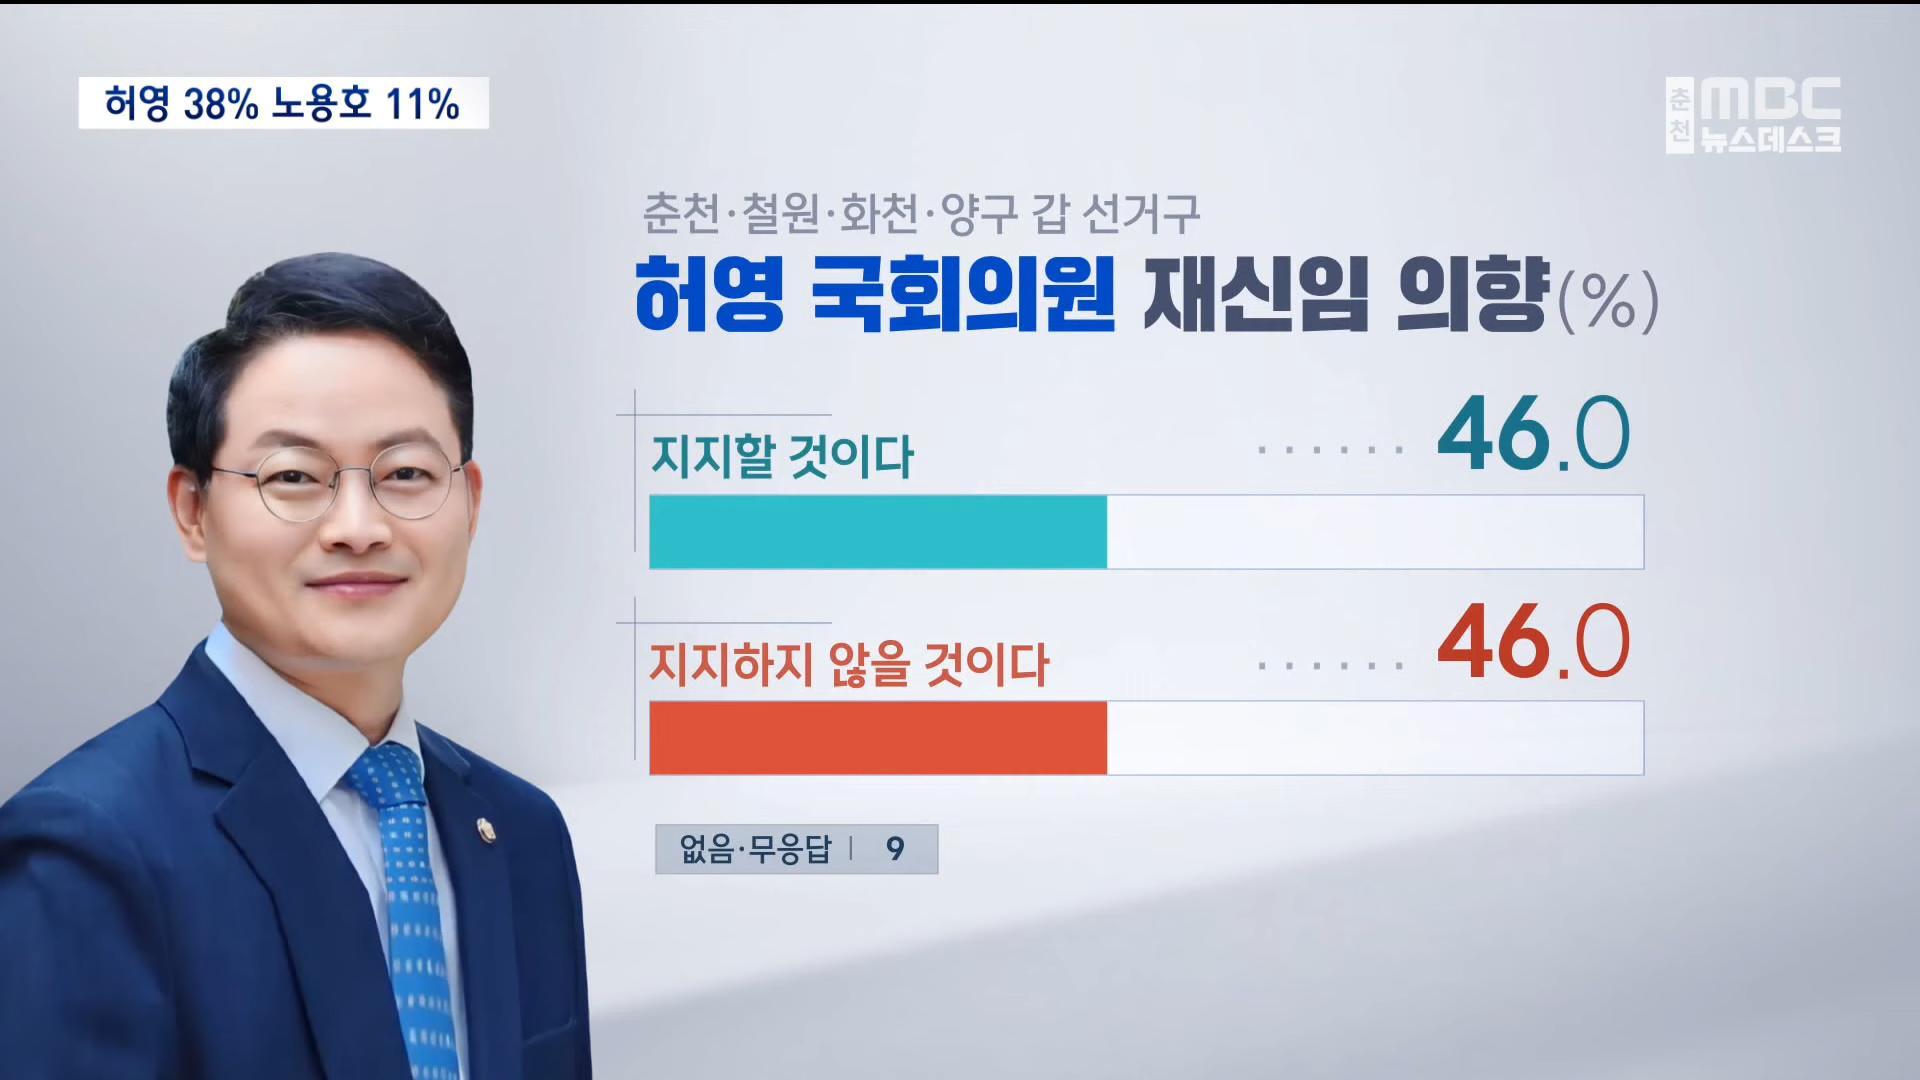 허영 38% 노용호 11%
춘천 MBC
뉴스데스크
춘천·철원·화천·양구 갑 선거구
허영 국회의원 재신임 의향(%)
지지할 것이다 ······ 46.0
지지하지 않을 것이다 ······ 46.0
없음·무응답 | 9